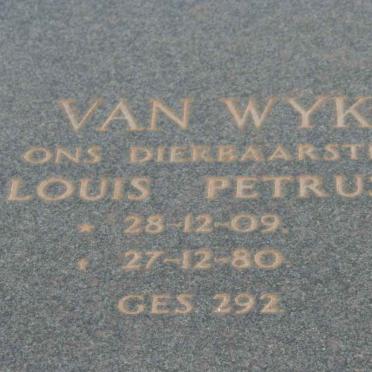 VAN WYK
ONS DIERBAARSTE
LOUIS PETRUS
* 28-12-09.
† 27-12-80
GES 292